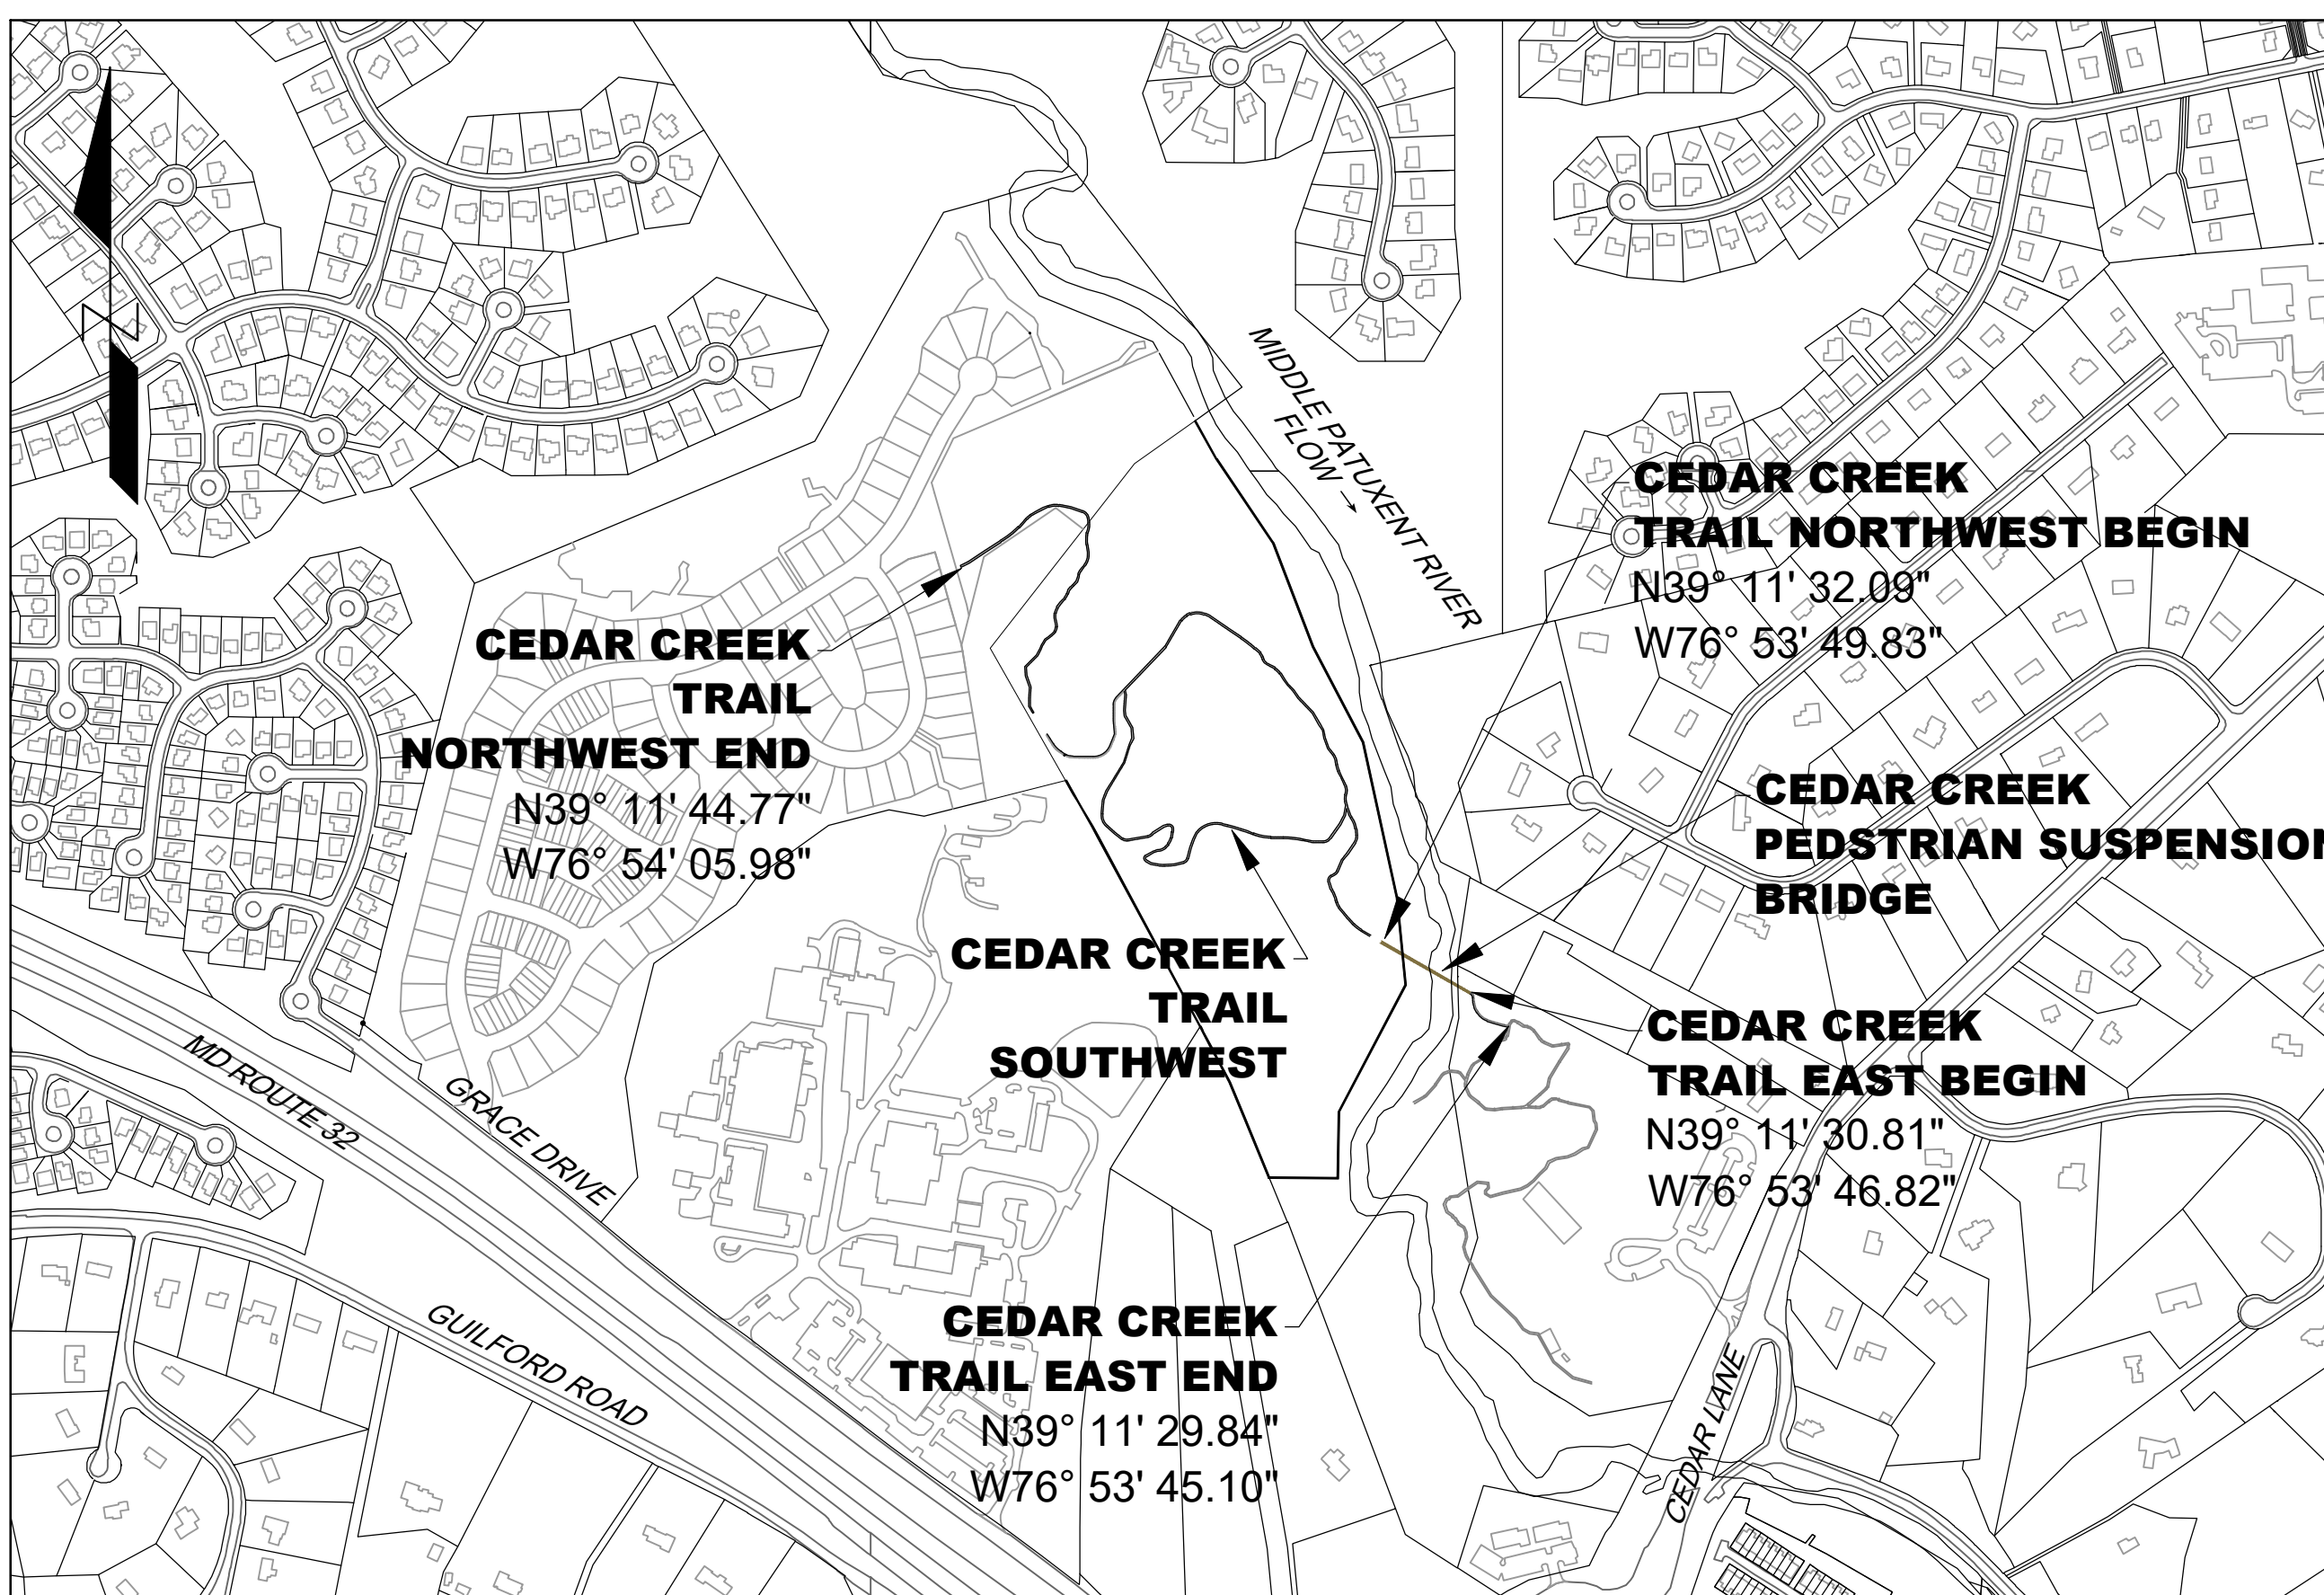 MIDDLE PATUXENT RIVER
FLOW →
CEDAR CREEK
TRAIL NORTHWEST BEGIN
N39° 11' 32.09"
W76° 53' 49.83"
CEDAR CREEK
TRAIL
NORTHWEST END
N39° 11' 44.77"
W76° 54' 05.98"
CEDAR CREEK
PEDSTRIAN SUSPENSION
BRIDGE
CEDAR CREEK
TRAIL
SOUTHWEST
CEDAR CREEK
TRAIL EAST BEGIN
N39° 11' 30.81"
W76° 53' 46.82"
MD ROUTE 32
GRACE DRIVE
GUILFORD ROAD
CEDAR CREEK
TRAIL EAST END
N39° 11' 29.84"
W76° 53' 45.10"
CEDAR LANE